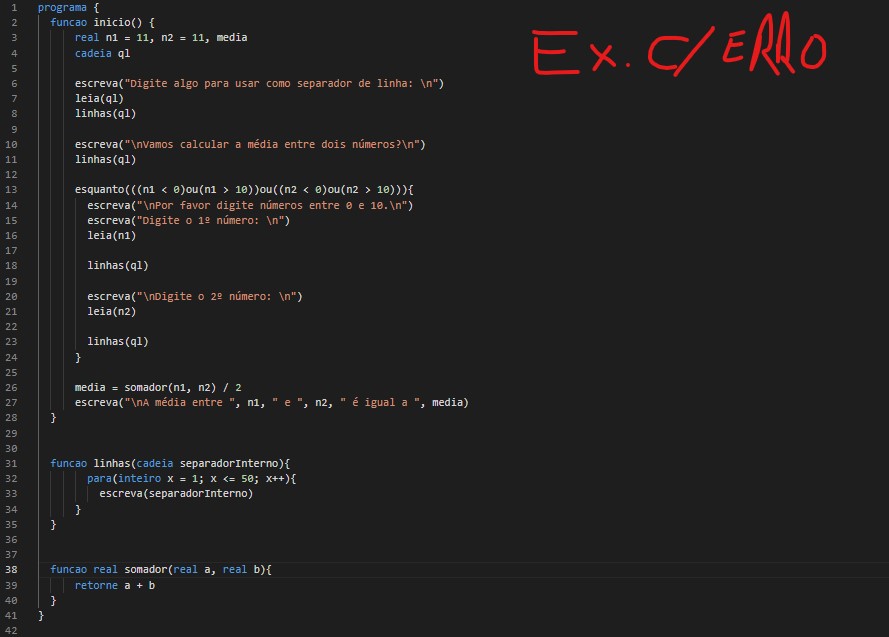 Ex. C/ ERRO
1 programa {
2 funcao inicio() {
3 real n1 = 11, n2 = 11, media
4 cadeia ql
5
6 escreva("Digite algo para usar como separador de linha: \n")
7 leia(ql)
8 linhas(ql)
9
10 escreva("\nVamos calcular a média entre dois números?\n")
11 linhas(ql)
12
13 esquanto(((n1 < 0)ou(n1 > 10))ou((n2 < 0)ou(n2 > 10))){
14 escreva("\nPor favor digite números entre 0 e 10.\n")
15 escreva("Digite o 1º número: \n")
16 leia(n1)
17
18 linhas(ql)
19
20 escreva("\nDigite o 2º número: \n")
21 leia(n2)
22
23 linhas(ql)
24 }
25
26 media = somador(n1, n2) / 2
27 escreva("\nA média entre ", n1, " e ", n2, " é igual a ", media)
28 }
29
30
31 funcao linhas(cadeia separadorInterno){
32 para(inteiro x = 1; x <= 50; x++){
33 escreva(separadorInterno)
34 }
35 }
36
37
38 funcao real somador(real a, real b){
39 retorne a + b
40 }
41 }
42